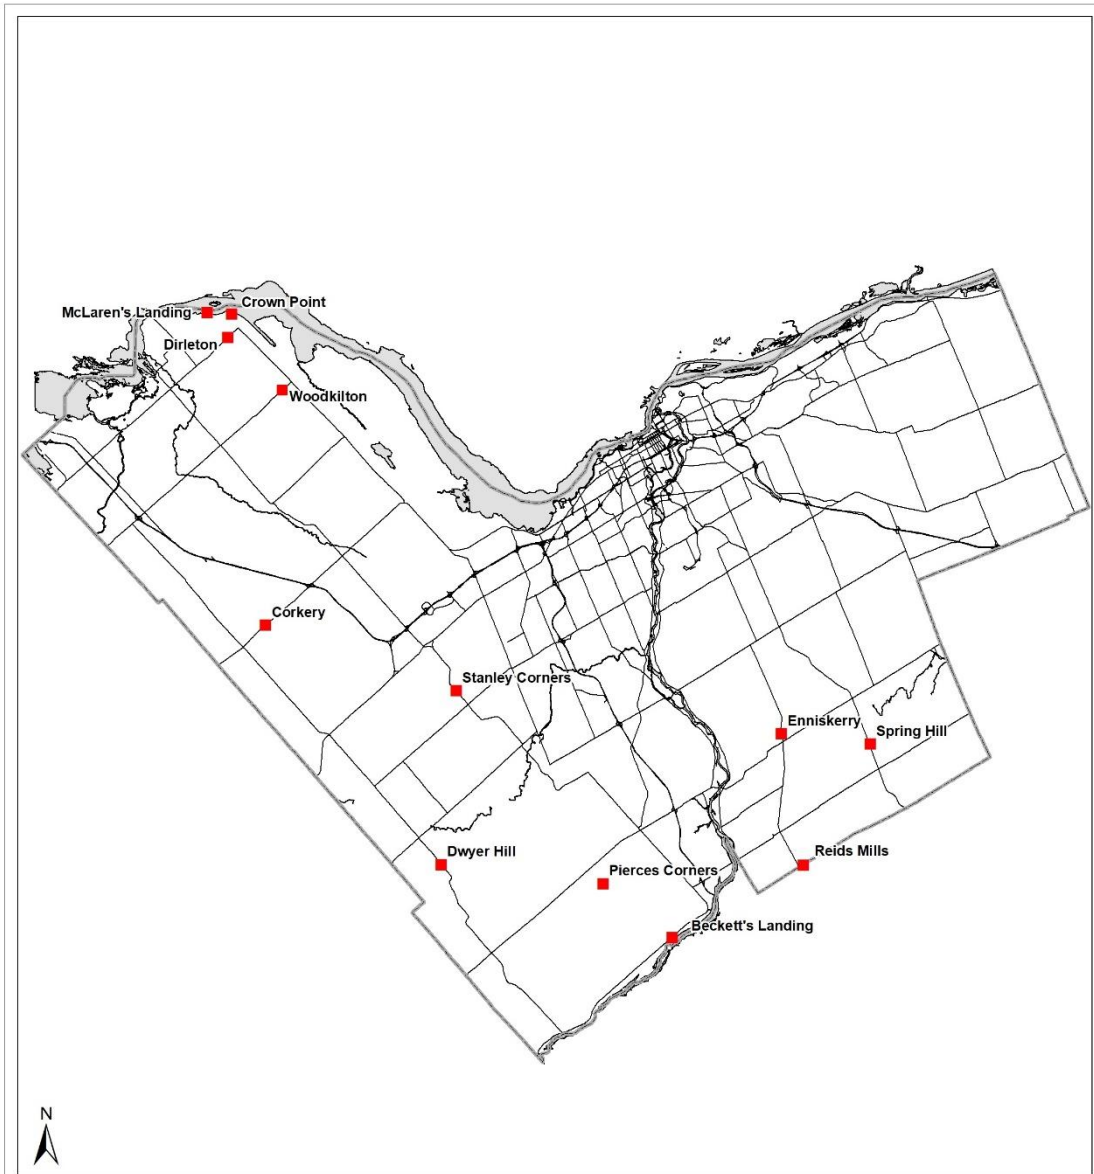 Crown Point
McLaren's Landing
Dirleton
Woodkilton
Corkery
Stanley Corners
Enniskerry
Spring Hill
Dwyer Hill
Reids Mills
Pierces Corners
Beckett's Landing
N